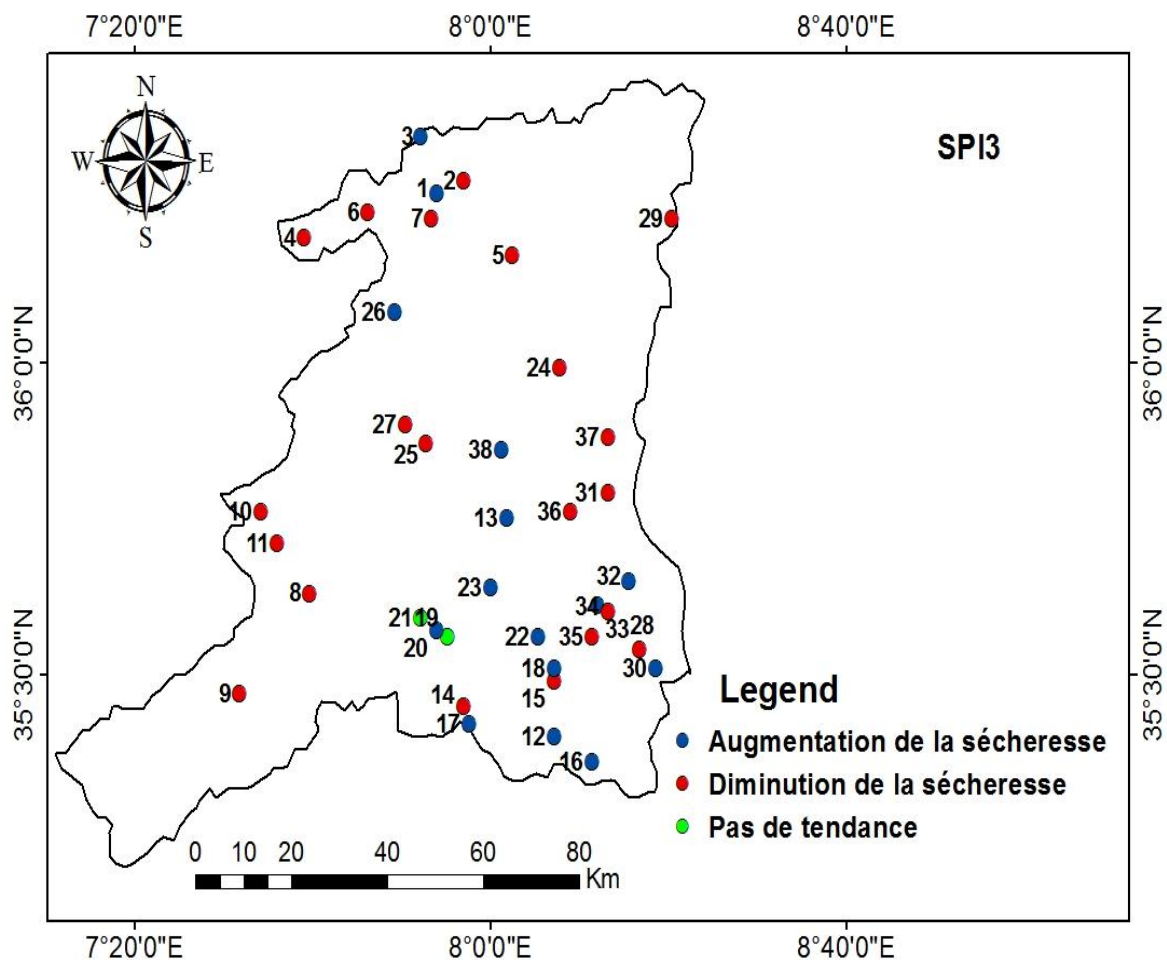 7°20'0"E 8°0'0"E 8°40'0"E
N
W E
S
SPI3
3
1 2
6 7 29
4
5
26
36°0'0"N 36°0'0"N
24
27
25 38 37
31
10 36
13
11
32
23
8
34
21 19 33 28
20 22 35
18 30
35°30'0"N 35°30'0"N
15
9 14
17
12
16
Legend
Augmentation de la sécheresse
Diminution de la sécheresse
Pas de tendance
0 10 20 40 60 80
Km
7°20'0"E 8°0'0"E 8°40'0"E